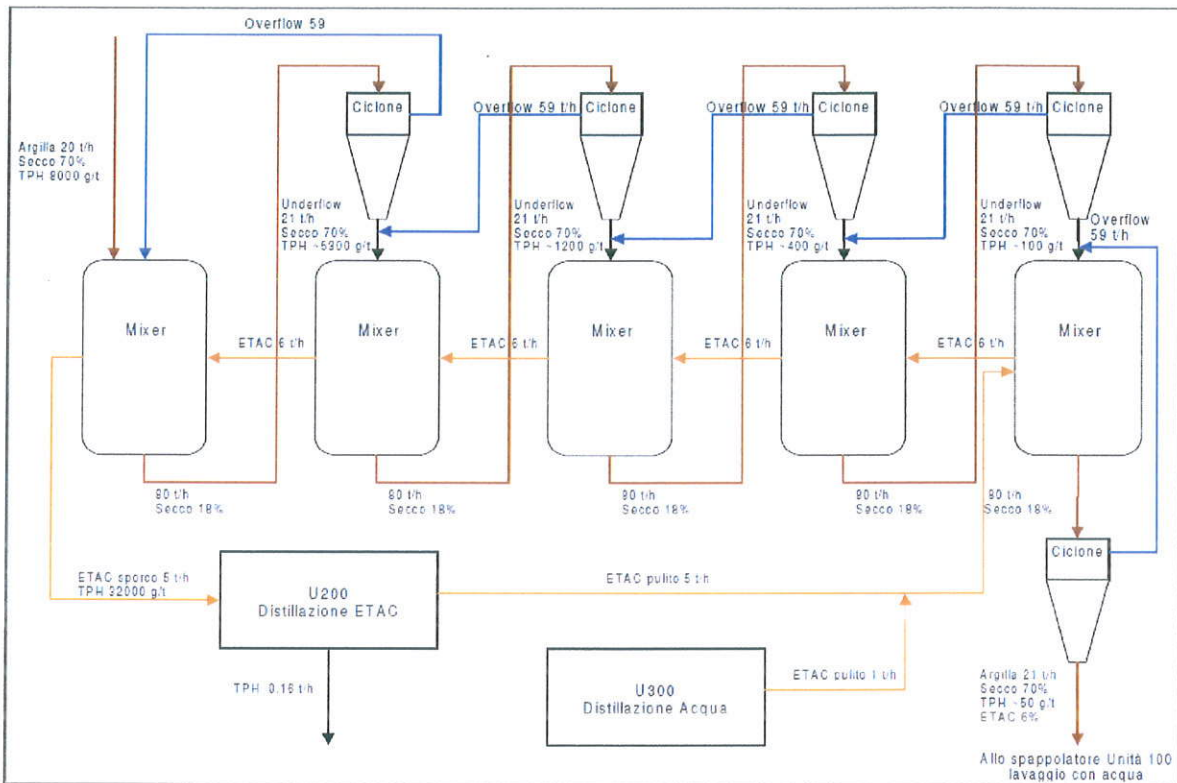 Overflow 59
Ciclone
Ciclone
Ciclone
Ciclone
Overflow 59 t/h
Overflow 59 t/h
Overflow 59 t/h
Argilla 20 t/h
Secco 70%
TPH 8000 g/t
Underflow
21 t/h
Secco 70%
TPH ~5300 g/t
Underflow
21 t/h
Secco 70%
TPH ~1200 g/t
Underflow
21 t/h
Secco 70%
TPH ~400 g/t
Underflow
21 t/h
Secco 70%
TPH ~100 g/t
Overflow
59 t/h
Mixer
Mixer
Mixer
Mixer
Mixer
ETAC 6 t/h
ETAC 6 t/h
ETAC 6 t/h
ETAC 6 t/h
80 t/h
Secco 18%
80 t/h
Secco 18%
80 t/h
Secco 18%
80 t/h
Secco 18%
80 t/h
Secco 18%
Ciclone
ETAC sporco 5 t/h
TPH 32000 g/t
U200
Distillazione ETAC
ETAC pulito 5 t/h
TPH 0,16 t/h
U300
Distillazione Acqua
ETAC pulito 1 t/h
Argilla 21 t/h
Secco 70%
TPH ~50 g/t
ETAC 6%
Allo spappolatore Unità 100
lavaggio con acqua